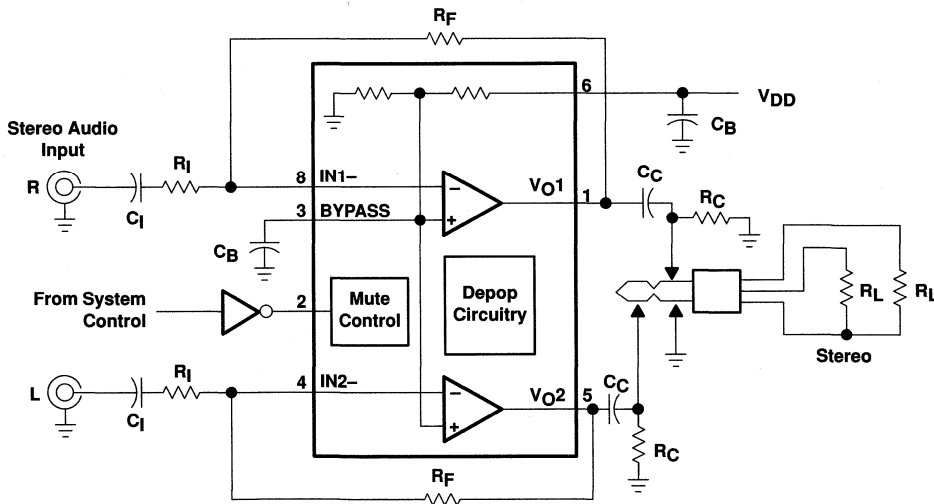 RF
6
VDD
CB
Stereo Audio
Input
RI
R
CI
8 IN1–
–
VO1
1
CC
RC
3 BYPASS
+
CB
From System
Control
2
Mute
Control
Depop
Circuitry
RL
RL
Stereo
RI
L
CI
4 IN2–
–
VO2
5
CC
+
RC
RF